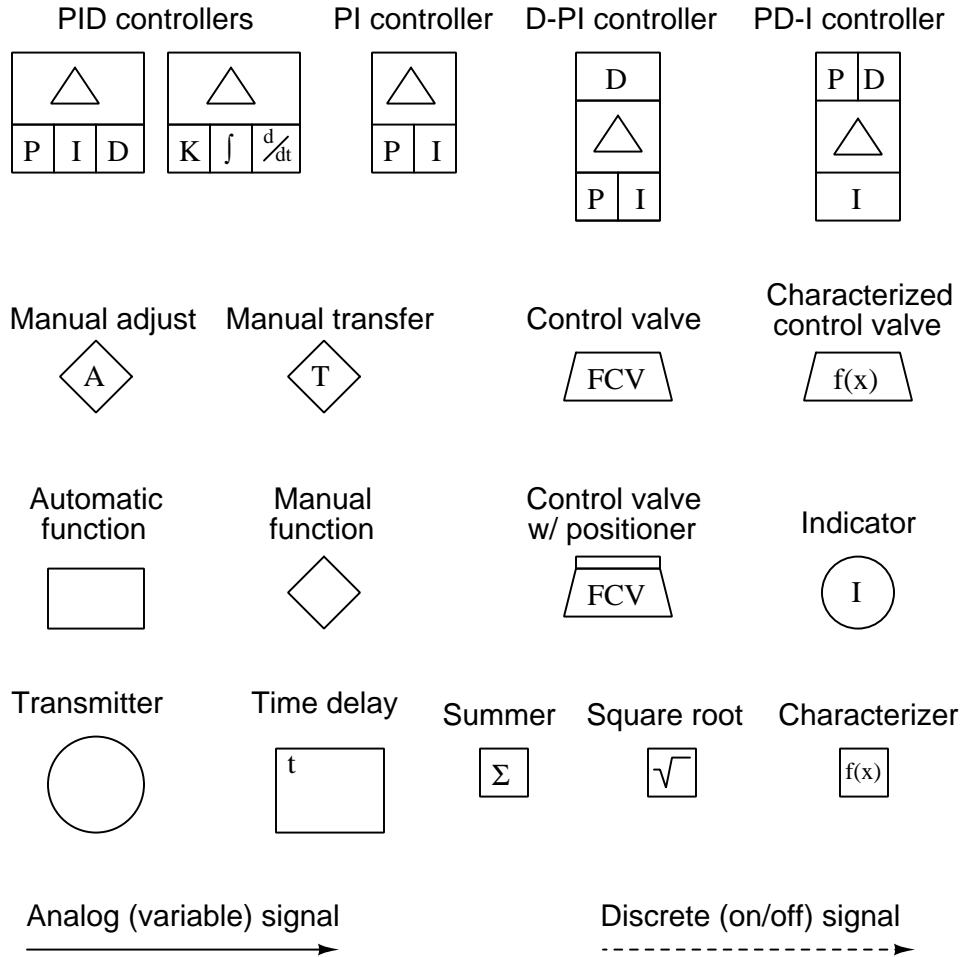 PID controllers PI controller D-PI controller PD-I controller
D P D
P I D K ∫ d/dt P I
P I I
Manual adjust Manual transfer Control valve Characterized control valve
A T FCV f(x)
Automatic function Manual function Control valve w/ positioner Indicator
FCV I
Transmitter Time delay Summer Square root Characterizer
t Σ √ f(x)
Analog (variable) signal Discrete (on/off) signal